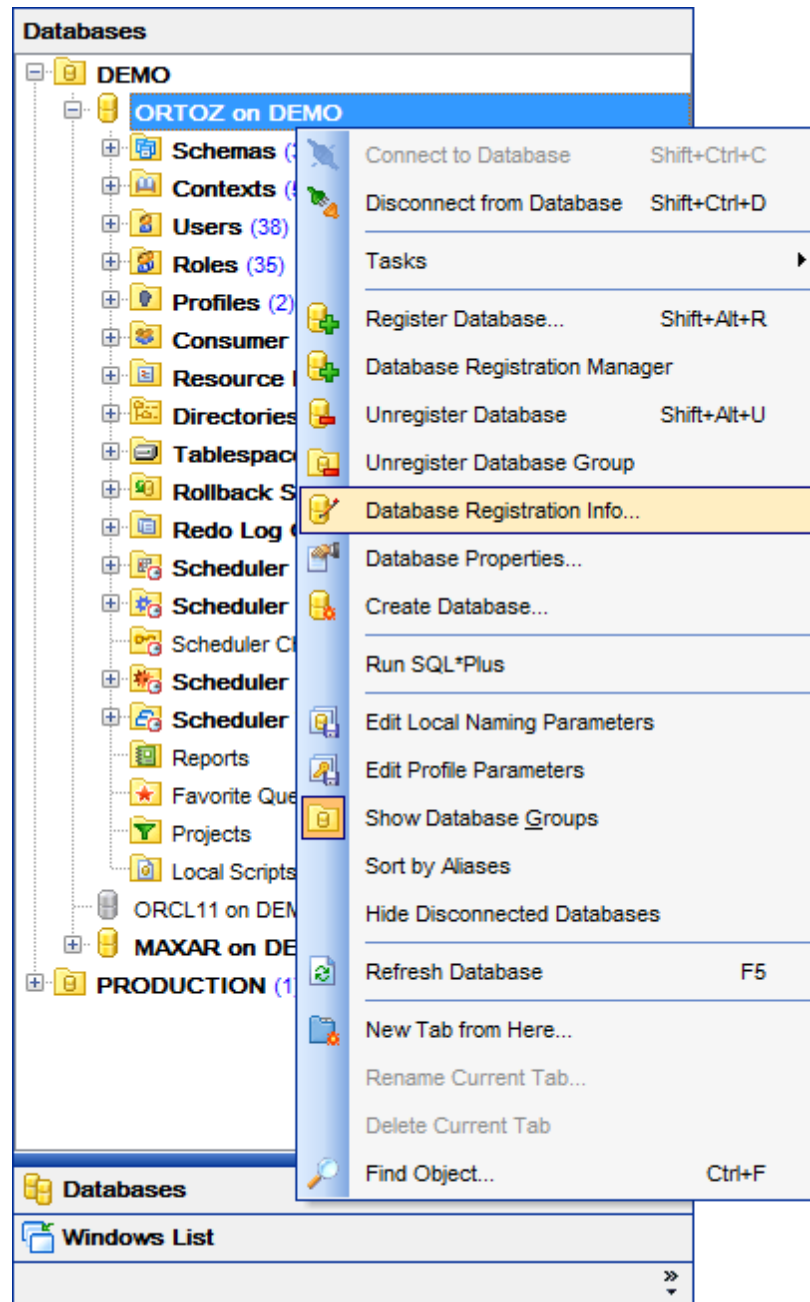 Databases
DEMO
ORTOZ on DEMO
Schemas
Contexts
Users (38)
Roles (35)
Profiles (2)
Consumer
Resource
Directories
Rollback
Redo Log
Scheduler
Scheduler
Scheduler
Scheduler
Scheduler
Reports
Favorite
Projects
Local Scripts
ORCL11 on
MAXAR on
PRODUCTION
Connect to Database Shift+Ctrl+C
Disconnect from Database Shift+Ctrl+D
Tasks
Register Database... Shift+Alt+R
Database Registration Manager
Unregister Database Shift+Alt+U
Unregister Database Group
Database Registration Info...
Database Properties...
Create Database...
Run SQL*Plus
Edit Local Naming Parameters
Edit Profile Parameters
Show Database Groups
Sort by Aliases
Hide Disconnected Databases
Refresh Database F5
New Tab from Here...
Rename Current Tab...
Delete Current Tab
Find Object... Ctrl+F
Databases
Windows List